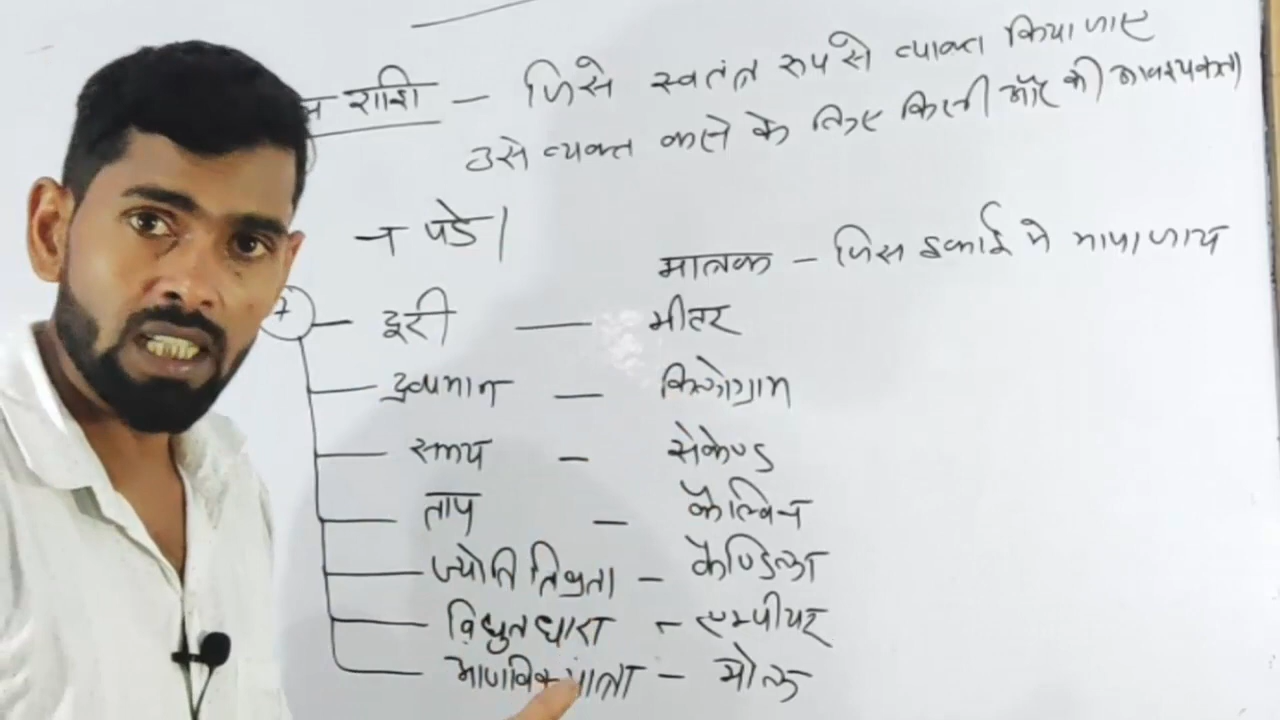 राशि – जिसे स्वतंत्र रुप से व्यक्त किया जाए
उसे व्यक्त करने के लिए किसी और की आवश्यकता
न पड़े।
मात्रक – जिस इकाई मे मापा जाय
7 – दूरी — मीटर
द्रव्यमान — किलोग्राम
समय – सेकेण्ड
ताप – केल्विन
ज्योति तिव्रता – कैण्डिला
विधुत धारा – एम्पीयर
आणविक मात्रा – मोल